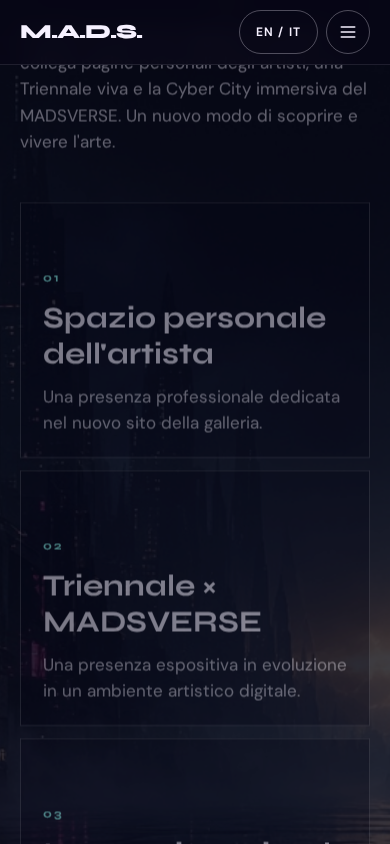 M.A.D.S.
EN / IT
collega pagine personali degli artisti, una
Triennale viva e la Cyber City immersiva del
MADSVERSE. Un nuovo modo di scoprire e
vivere l'arte.
01
Spazio personale
dell'artista
Una presenza professionale dedicata
nel nuovo sito della galleria.
02
Triennale ×
MADSVERSE
Una presenza espositiva in evoluzione
in un ambiente artistico digitale.
03